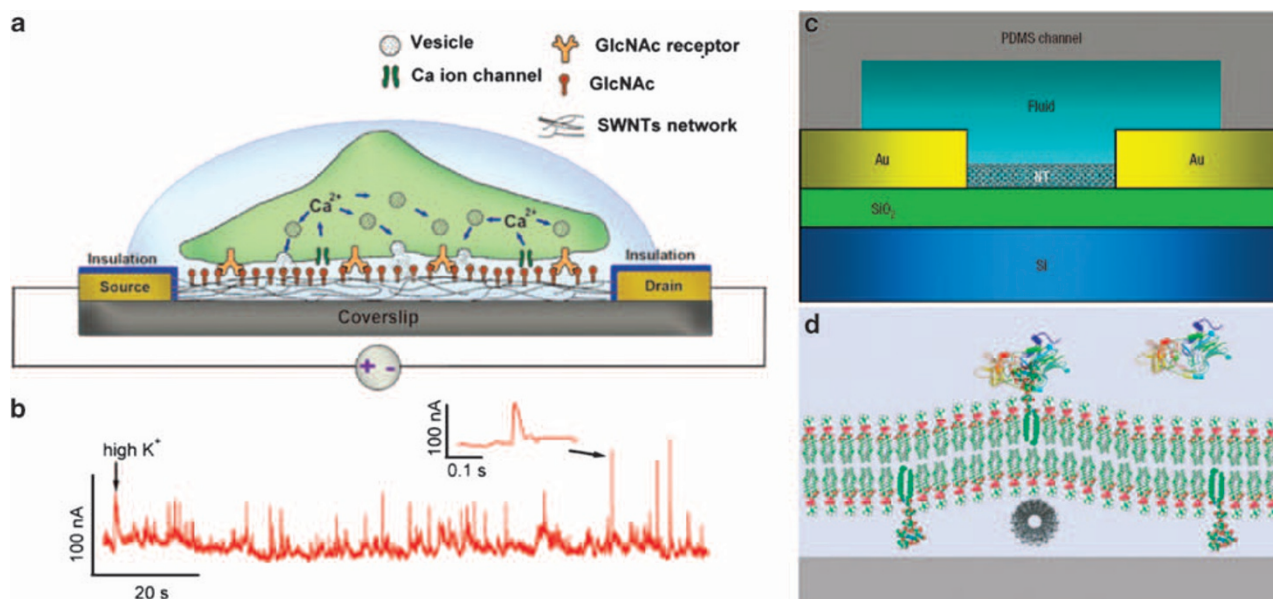 a
Vesicle
GlcNAc receptor
Ca ion channel
GlcNAc
SWNTs network
Ca2+
Ca2+
Insulation
Insulation
Source
Drain
Coverslip
+ -
b
high K+
100 nA
20 s
100 nA
0.1 s
c
PDMS channel
Fluid
Au
Au
NT
SiO2
Si
d